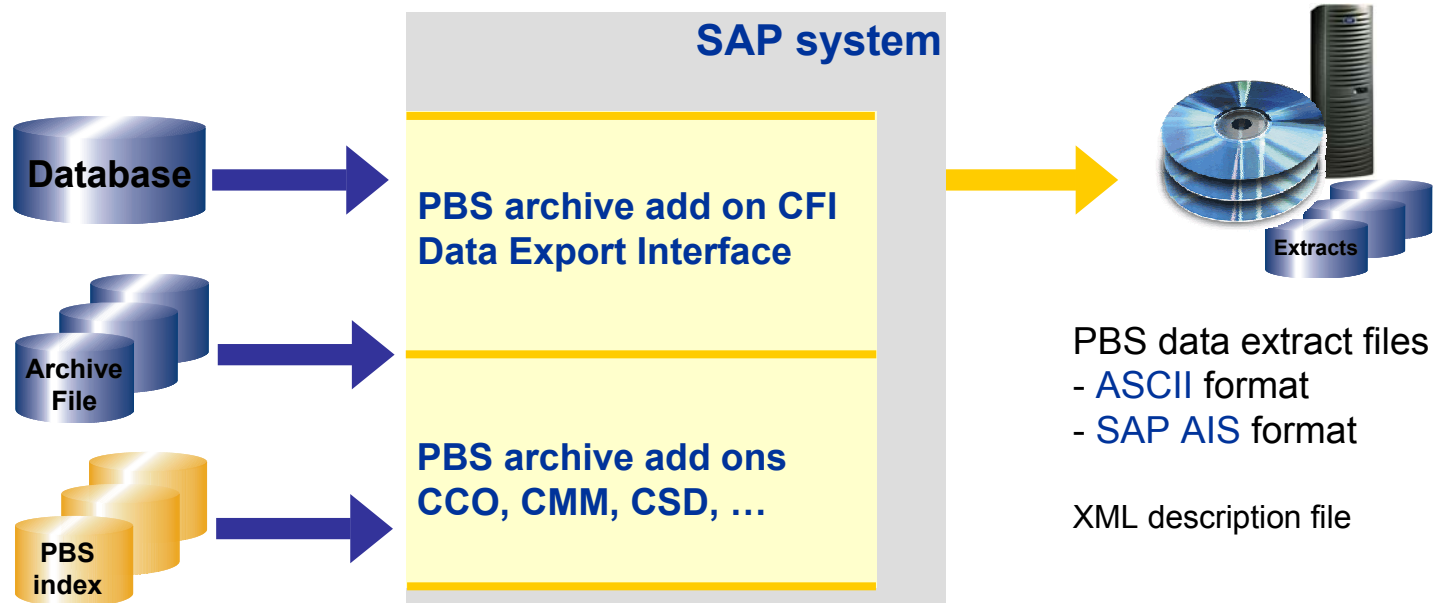 SAP system
Database
Archive
File
PBS
index
PBS archive add on CFI
Data Export Interface
PBS archive add ons
CCO, CMM, CSD, …
Extracts
PBS data extract files
- ASCII format
- SAP AIS format
XML description file